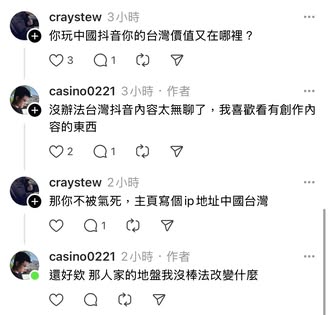 craystew 3小時
你玩中國抖音你的台灣價值又在哪裡？
3 1
casino0221 3小時・作者
沒辦法台灣抖音內容太無聊了，我喜歡看有創作內
容的東西
2 1
craystew 2小時
那你不被氣死，主頁寫個ip地址中國台灣
1
casino0221 2小時・作者
還好欸 那人家的地盤我沒棒法改變什麼